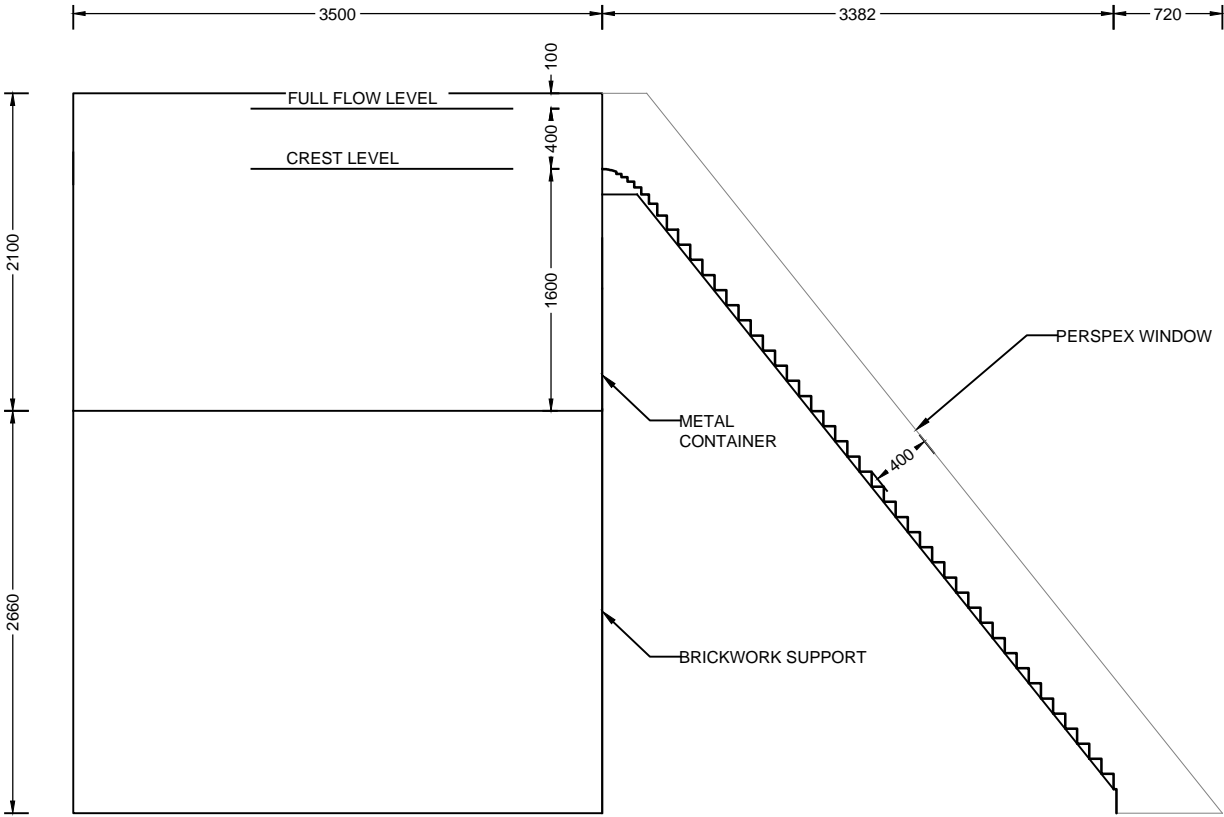 3500
3382
720
100
FULL FLOW LEVEL
400
CREST LEVEL
2100
1600
PERSPEX WINDOW
METAL
CONTAINER
400
2660
BRICKWORK SUPPORT